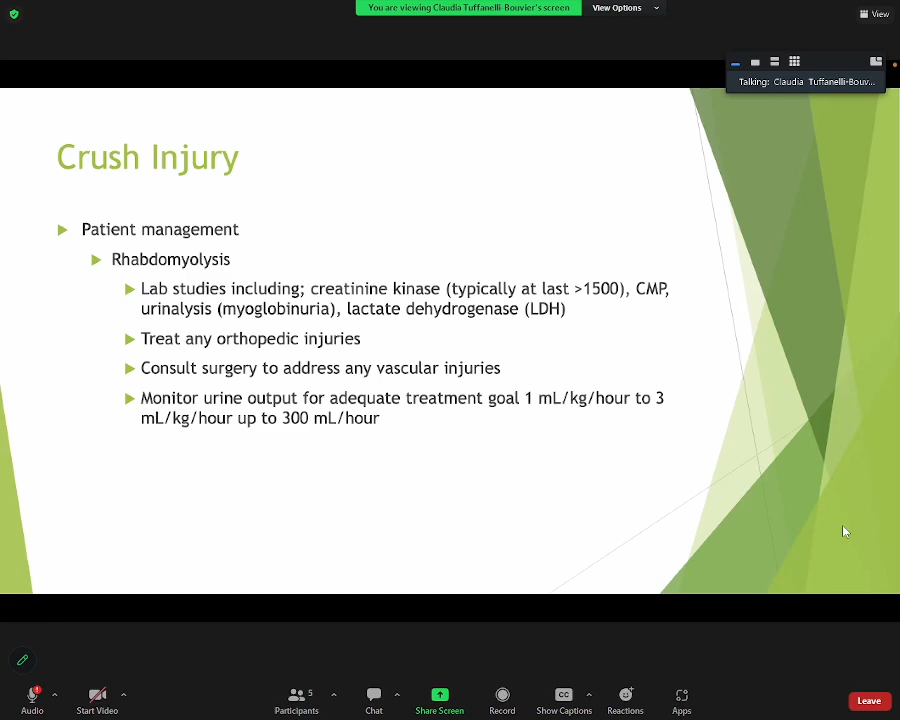 You are viewing Claudia Tuffanelli-Bouvier's screen
View Options
View
Talking: Claudia Tuffanelli-Bouv...
Crush Injury
Patient management
Rhabdomyolysis
Lab studies including; creatinine kinase (typically at last >1500), CMP,
urinalysis (myoglobinuria), lactate dehydrogenase (LDH)
Treat any orthopedic injuries
Consult surgery to address any vascular injuries
Monitor urine output for adequate treatment goal 1 mL/kg/hour to 3
mL/kg/hour up to 300 mL/hour
5
CC
Audio
Start Video
Participants
Chat
Share Screen
Record
Show Captions
Reactions
Apps
Leave